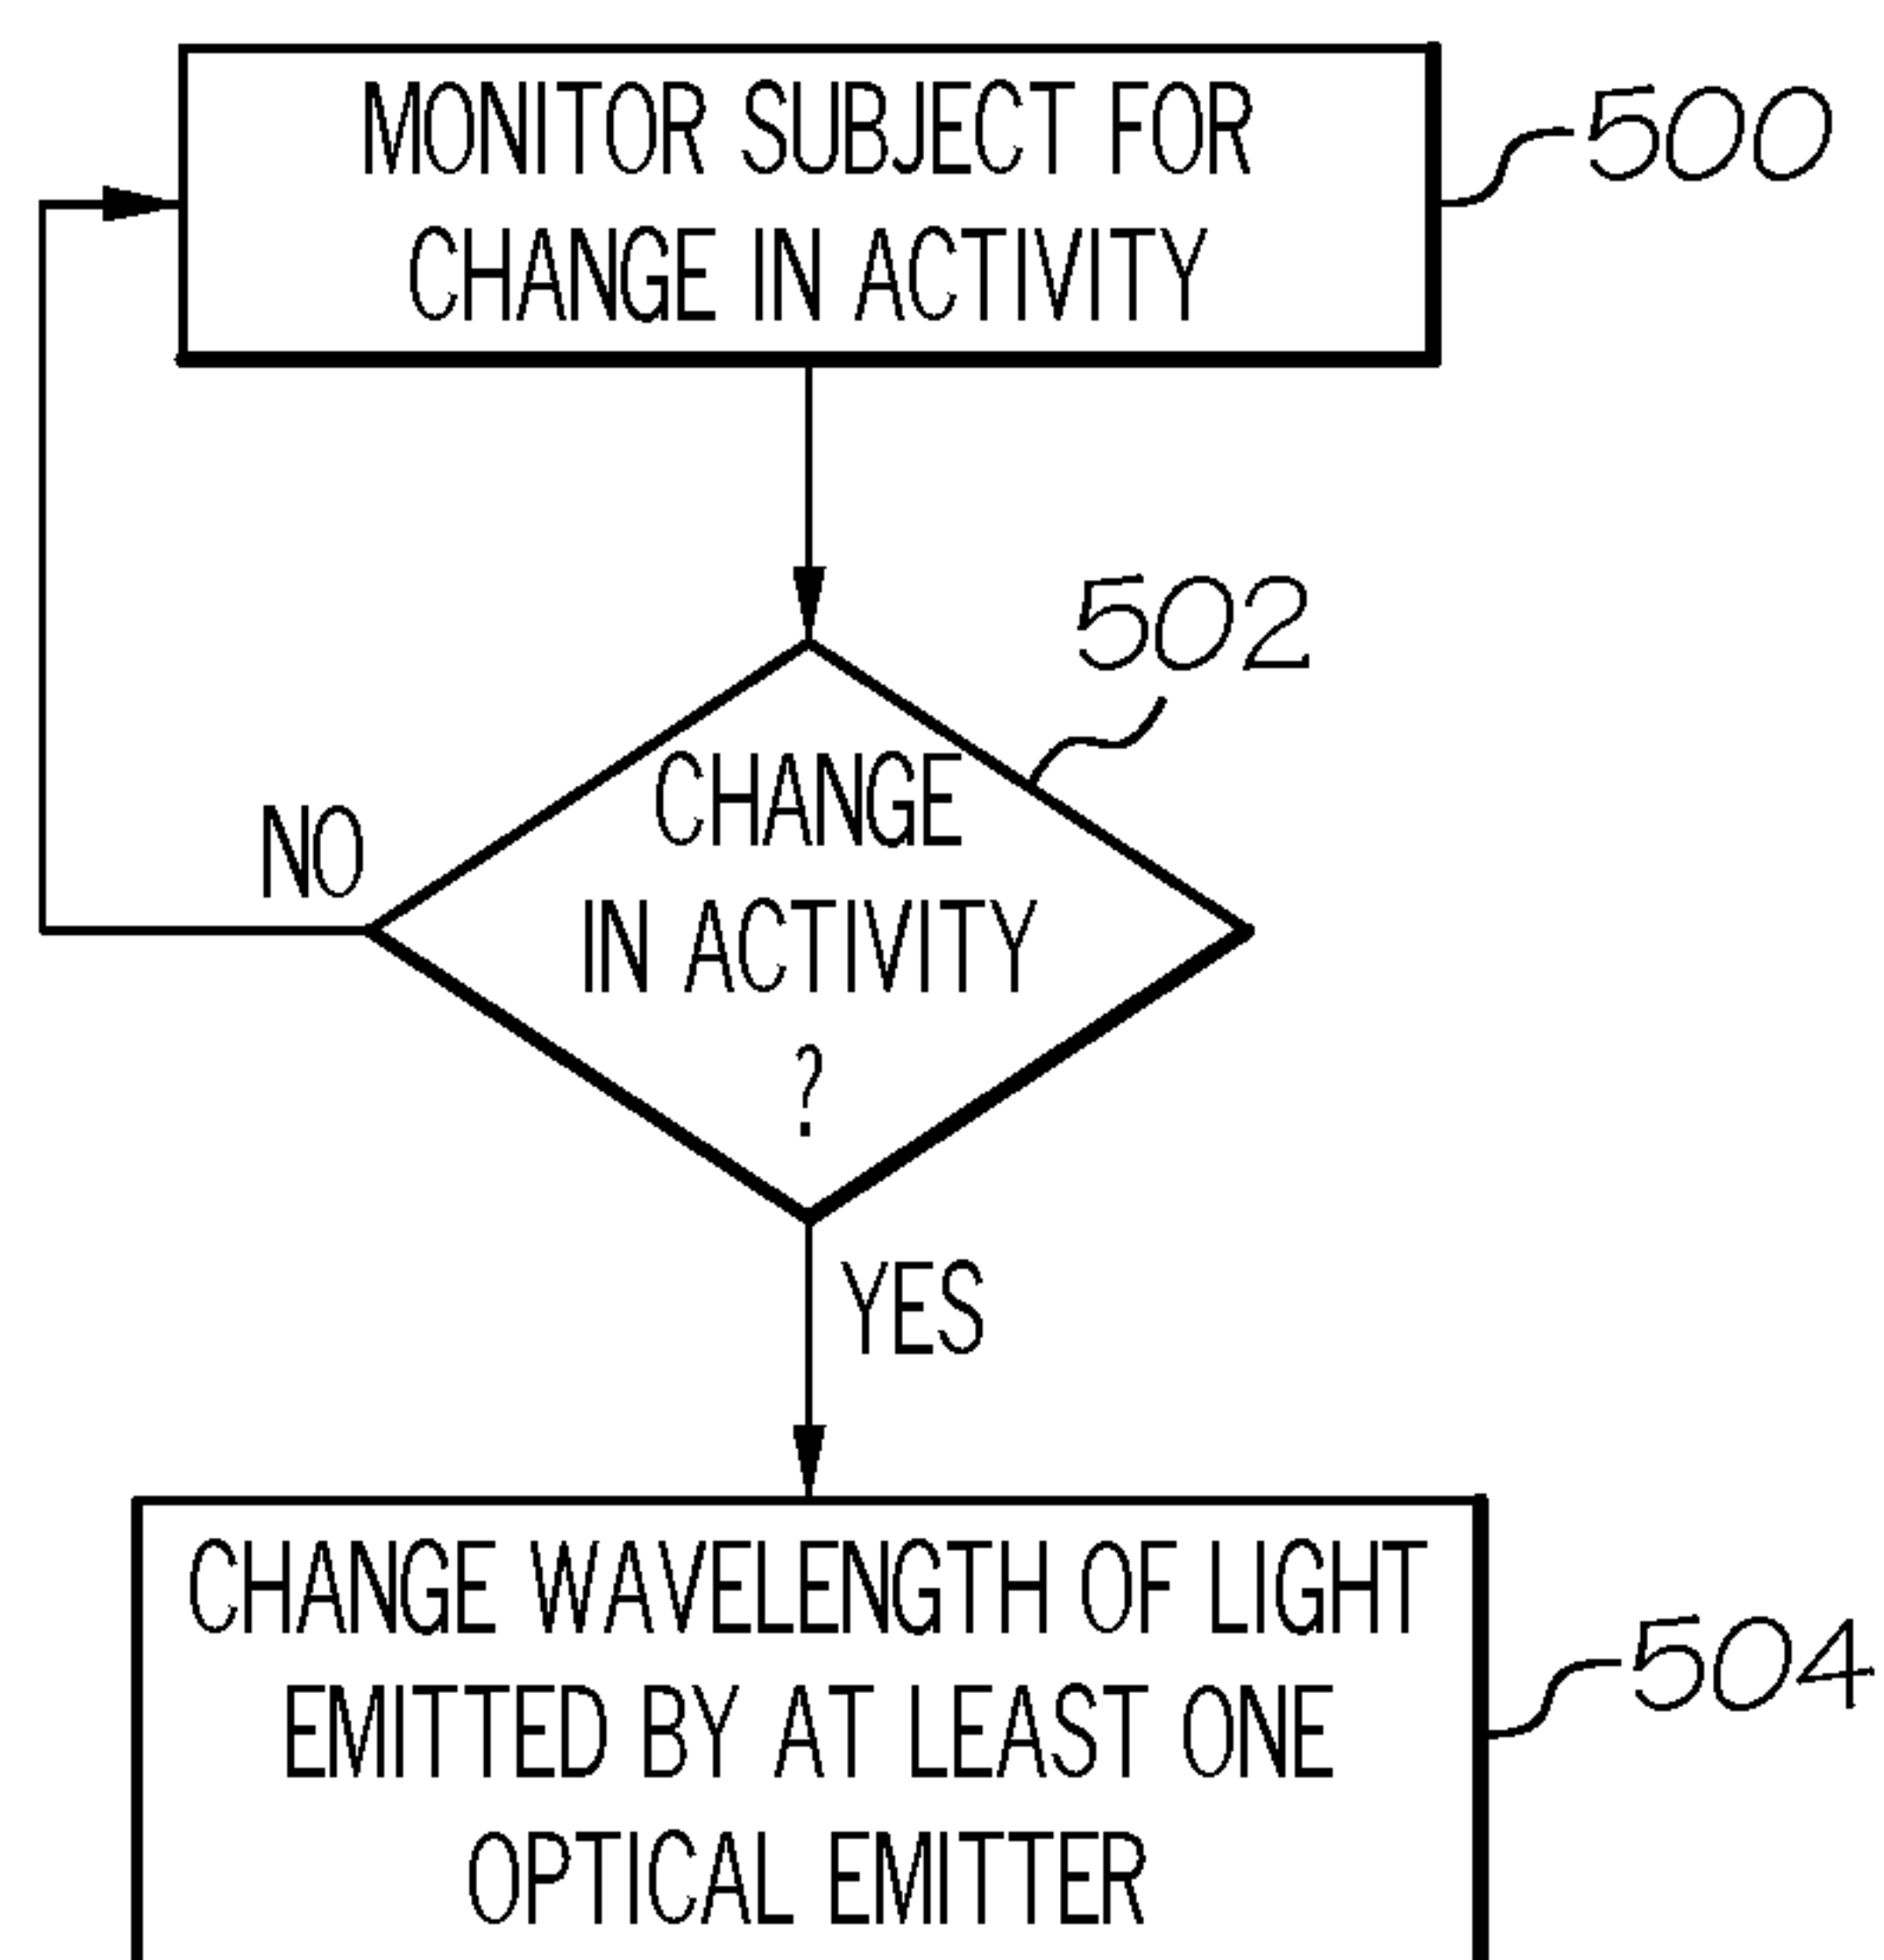 MONITOR SUBJECT FOR
CHANGE IN ACTIVITY
500
502
CHANGE
IN ACTIVITY
?
NO
YES
CHANGE WAVELENGTH OF LIGHT
EMITTED BY AT LEAST ONE
OPTICAL EMITTER
504